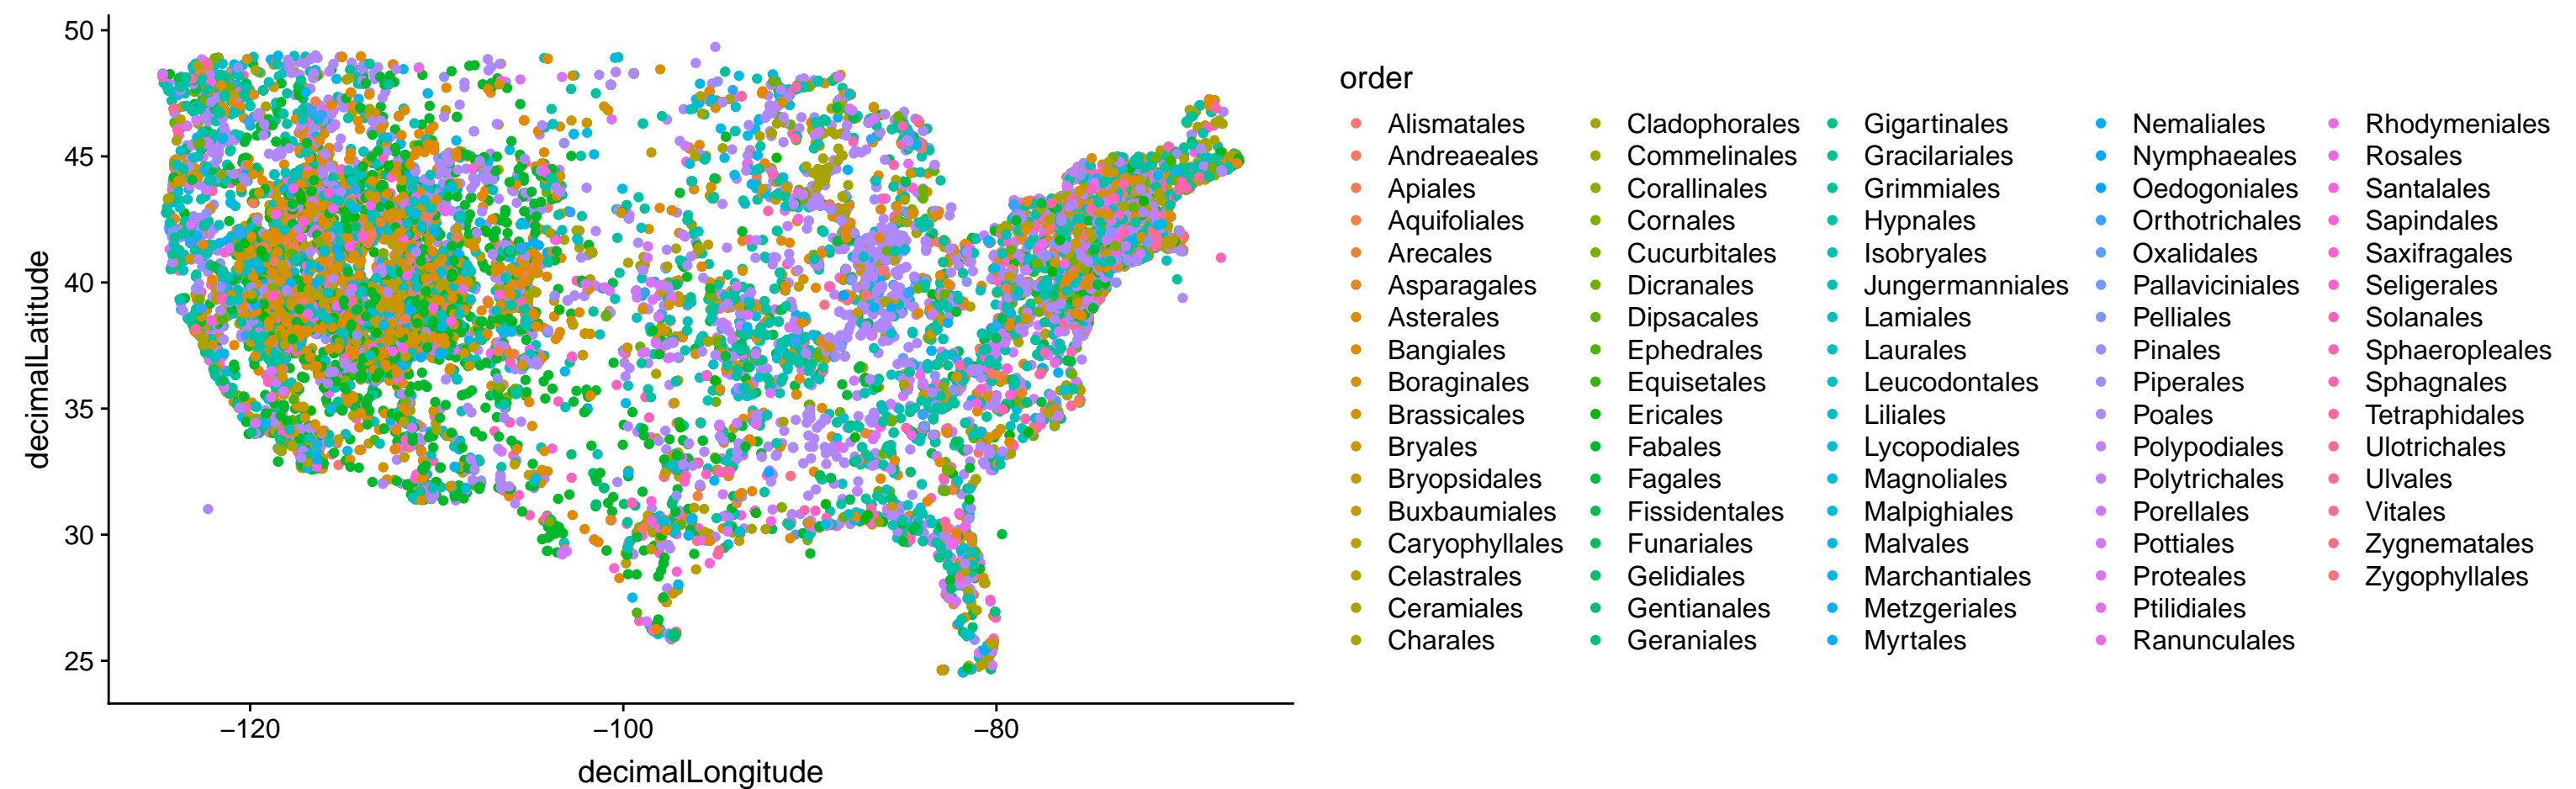 50
45
40
35
30
25
decimalLatitude
−120
−100
−80
decimalLongitude
order
Alismatales
Andreaeales
Apiales
Aquifoliales
Arecales
Asparagales
Asterales
Bangiales
Boraginales
Brassicales
Bryales
Bryopsidales
Buxbaumiales
Caryophyllales
Celastrales
Ceramiales
Charales
Cladophorales
Commelinales
Corallinales
Cornales
Cucurbitales
Dicranales
Dipsacales
Ephedrales
Equisetales
Ericales
Fabales
Fagales
Fissidentales
Funariales
Gelidiales
Gentianales
Geraniales
Gigartinales
Gracilariales
Grimmiales
Hypnales
Isobryales
Jungermanniales
Lamiales
Laurales
Leucodontales
Liliales
Lycopodiales
Magnoliales
Malpighiales
Malvales
Marchantiales
Metzgeriales
Myrtales
Nemaliales
Nymphaeales
Oedogoniales
Orthotrichales
Oxalidales
Pallaviciniales
Pelliales
Pinales
Piperales
Poales
Polypodiales
Polytrichales
Porellales
Pottiales
Proteales
Ptilidiales
Ranunculales
Rhodymeniales
Rosales
Santalales
Sapindales
Saxifragales
Seligerales
Solanales
Sphaeropleales
Sphagnales
Tetraphidales
Ulotrichales
Ulvales
Vitales
Zygnematales
Zygophyllales